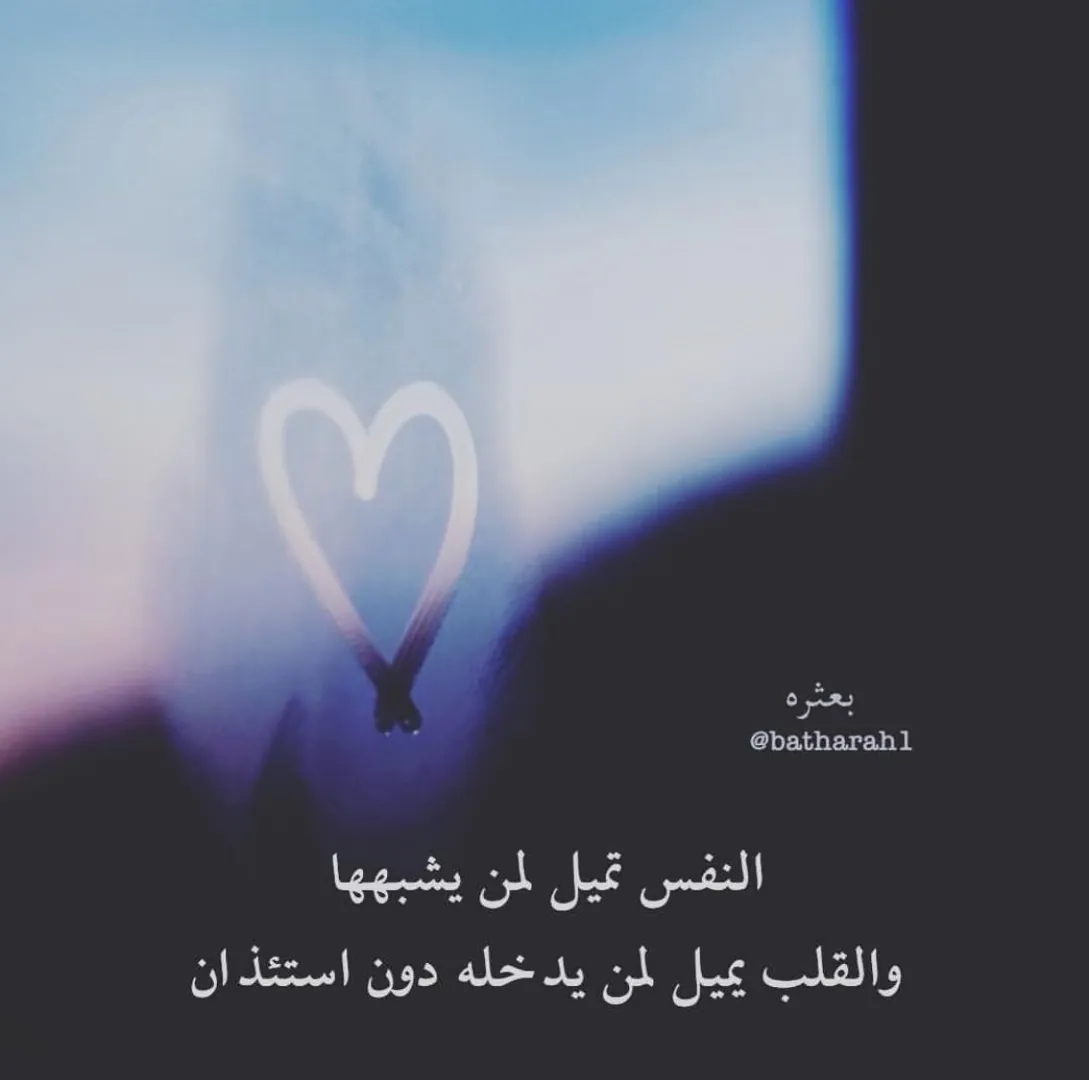 بعثره
@batharah1
النفس تميل لمن يشبهها
والقلب يميل لمن يدخله دون استئذان